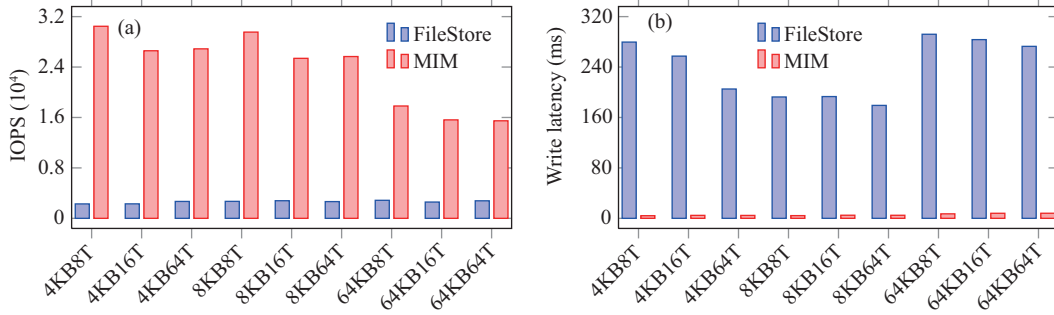 (a)
FileStore
MIM
IOPS (10⁴)
3.2
2.4
1.6
0.8
0
4KB8T
4KB16T
4KB64T
8KB8T
8KB16T
8KB64T
64KB8T
64KB16T
64KB64T
(b)
FileStore
MIM
Write latency (ms)
320
240
160
80
0
4KB8T
4KB16T
4KB64T
8KB8T
8KB16T
8KB64T
64KB8T
64KB16T
64KB64T